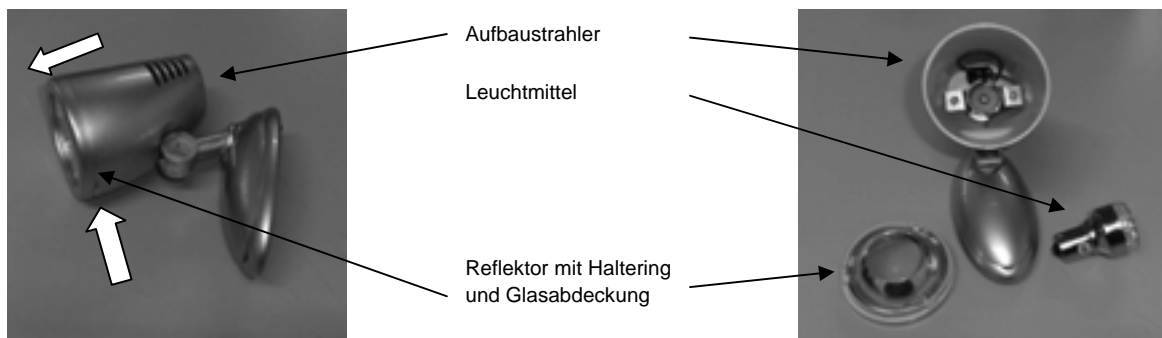 Aufbaustrahler
Leuchtmittel
Reflektor mit Haltering
und Glasabdeckung